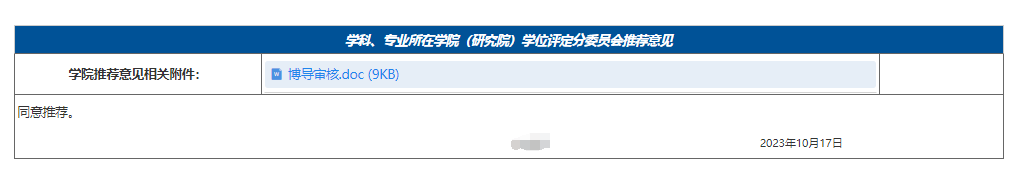 学科、专业所在学院（研究院）学位评定分委员会推荐意见
学院推荐意见相关附件：
博导审核.doc (9KB)
同意推荐。
2023年10月17日